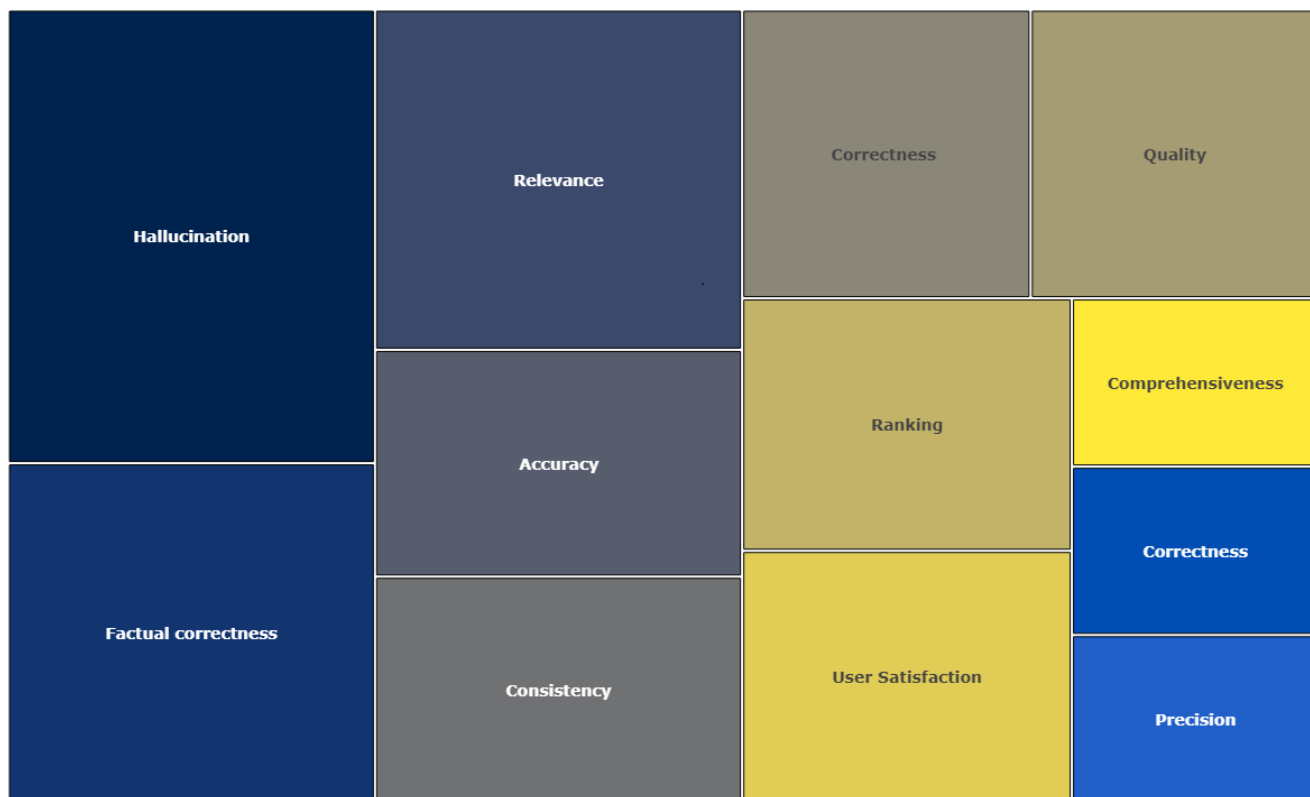 Hallucination
Factual correctness
Relevance
Accuracy
Consistency
Correctness
Quality
Ranking
User Satisfaction
Comprehensiveness
Correctness
Precision